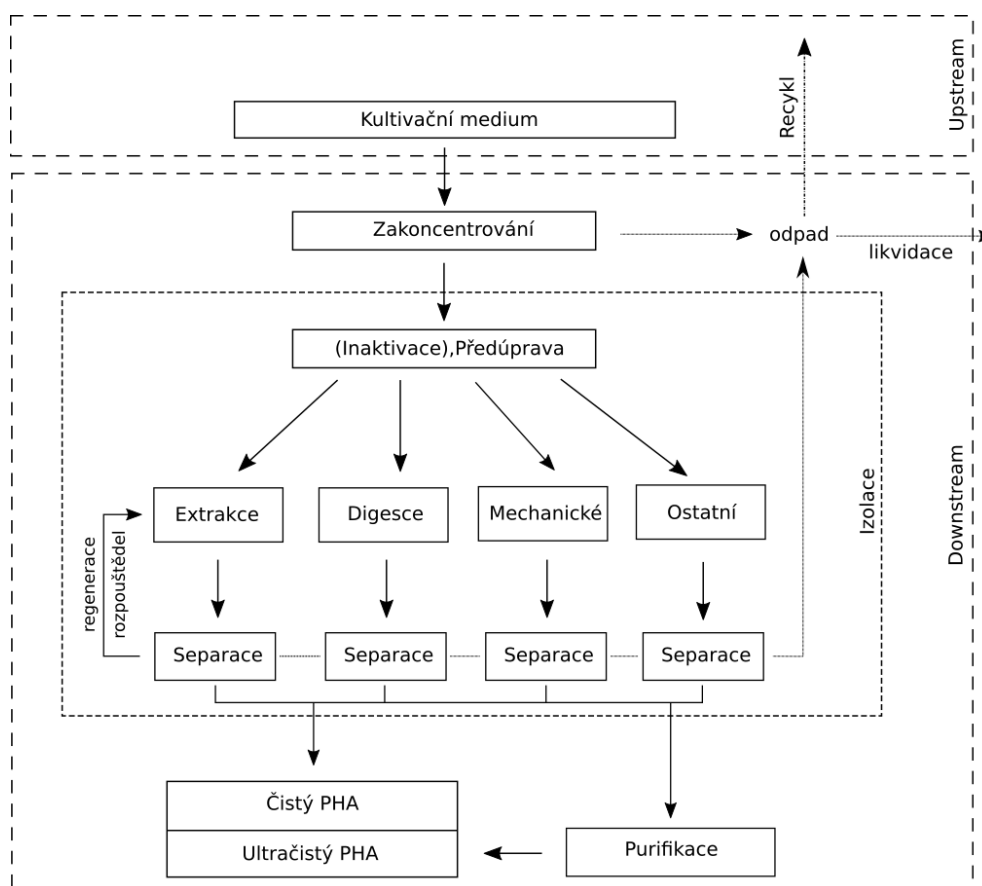 Kultivační medium
Recykl
Upstream
Zakoncentrování
odpad
likvidace
(Inaktivace),Předúprava
Extrakce
Digesce
Mechanické
Ostatní
Izolace
Downstream
regenerace
rozpouštědel
Separace
Separace
Separace
Separace
Čistý PHA
Ultračistý PHA
Purifikace